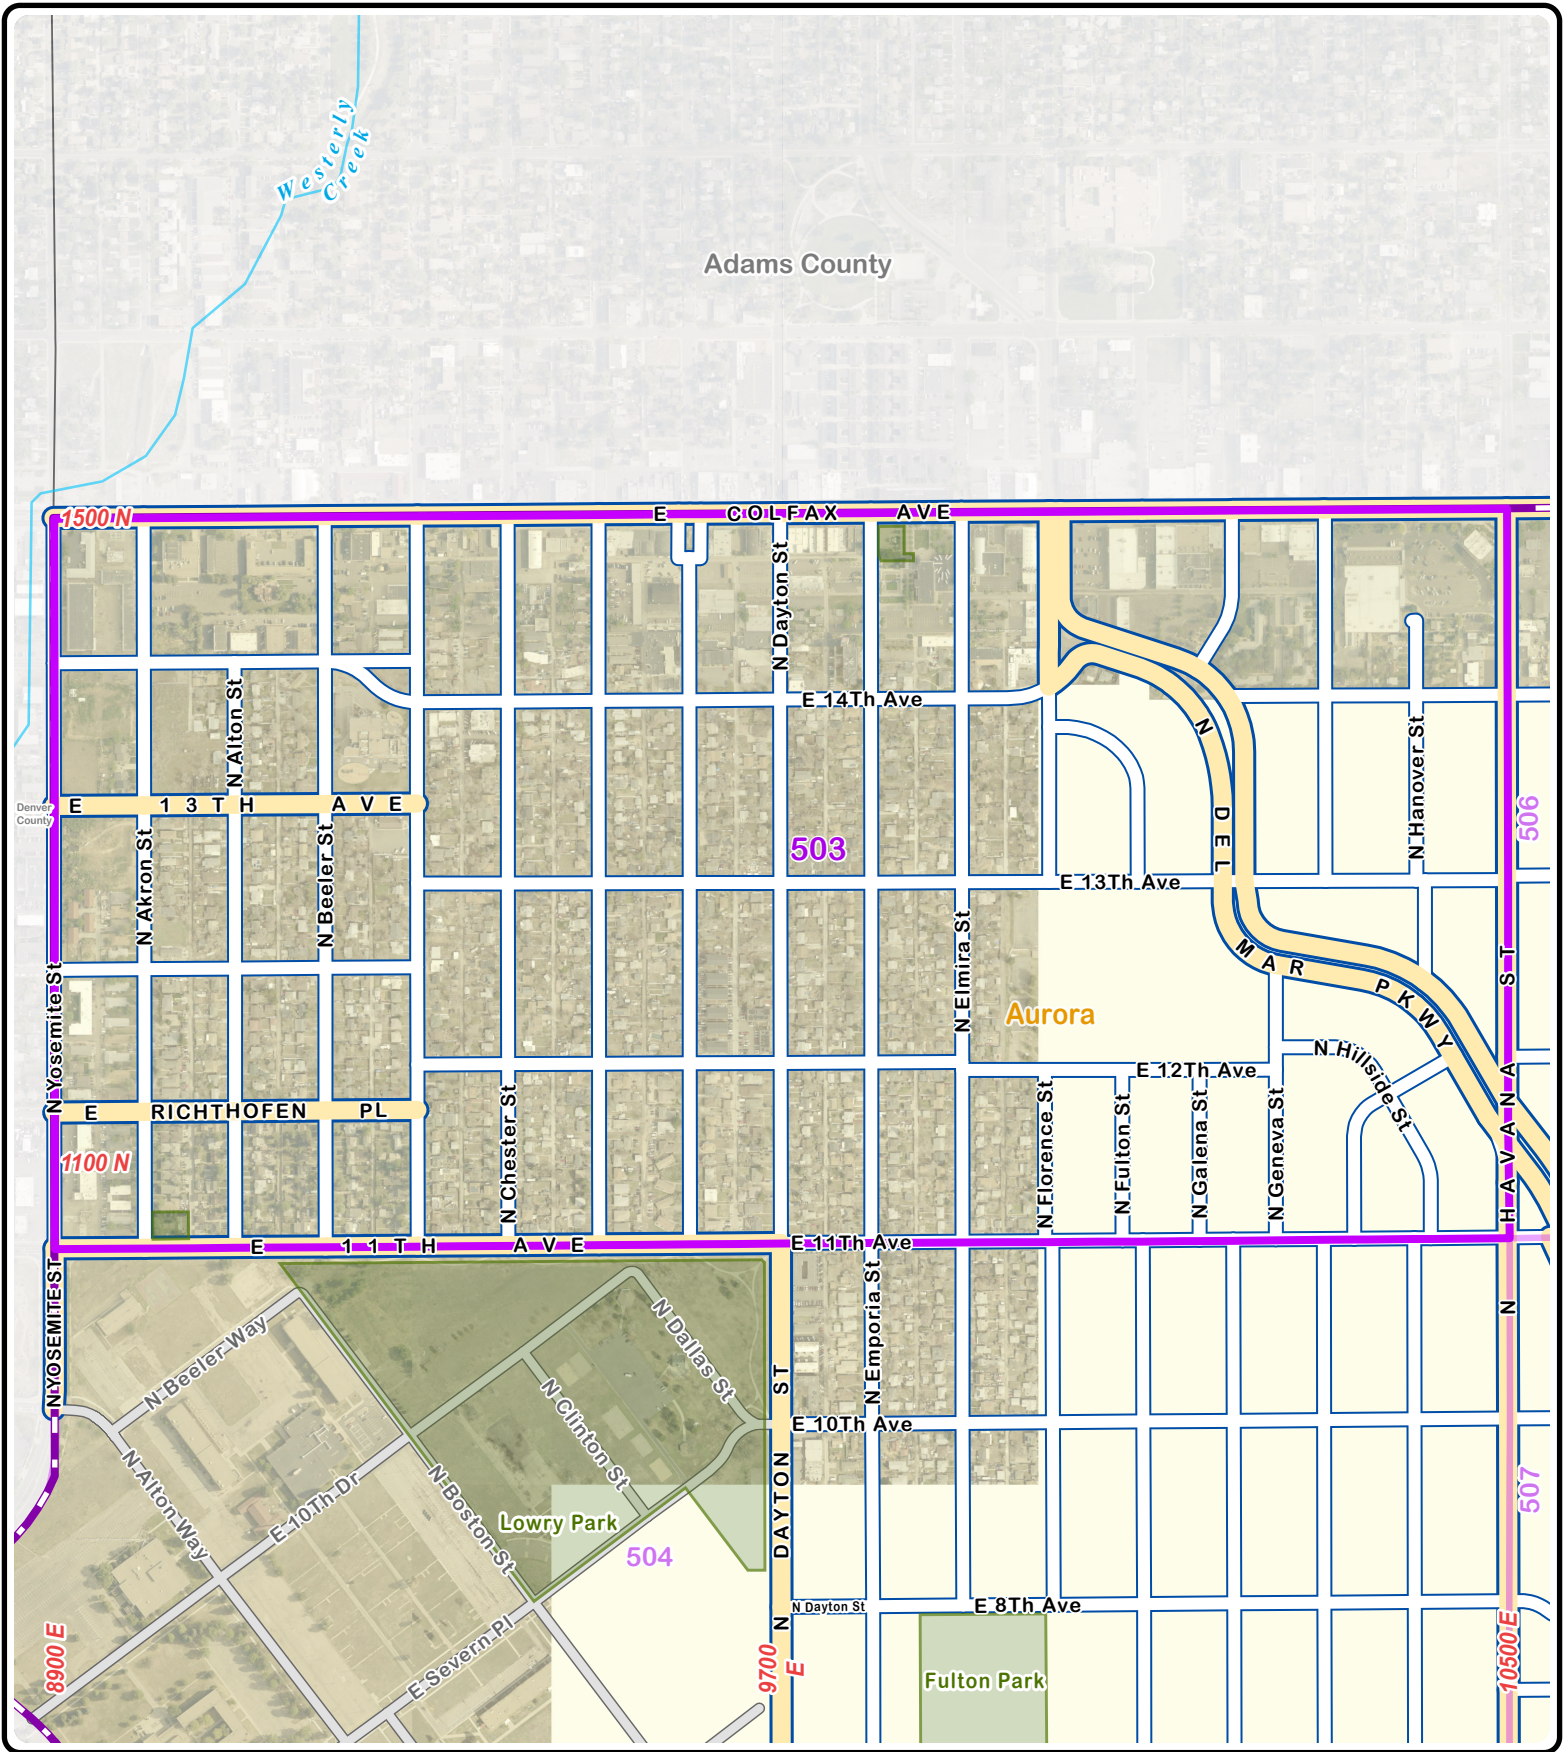 Westerly
Creek
Adams County
1500 N
E COLFAX AVE
N Dayton St
N Alton St
E 14Th Ave
N
DEL
MAR
PKWY
N Hanover St
506
Denver
County
E 13TH AVE
N Akron St
N Beeler St
503
E 13Th Ave
N Elmira St
N Yosemite St
Aurora
N HAVANA ST
E 12Th Ave
N Hillside St
E RICHTHOFEN PL
N Chester St
N Florence St
N Fulton St
N Galena St
N Geneva St
1100 N
E 11TH AVE
E 11Th Ave
N YOSEMITE ST
N Emporia St
N Beeler Way
N Dallas St
N Clinton St
N DAYTON ST
E 10Th Ave
N Alton Way
E 10Th Dr
N Boston St
Lowry Park
504
507
N Dayton St
E 8Th Ave
E Severn Pl
8900 E
9700
E
Fulton Park
10500 E